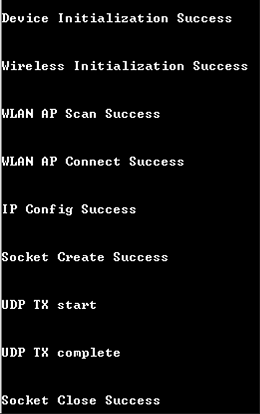 Device Initialization Success
Wireless Initialization Success
WLAN AP Scan Success
WLAN AP Connect Success
IP Config Success
Socket Create Success
UDP TX start
UDP TX complete
Socket Close Success